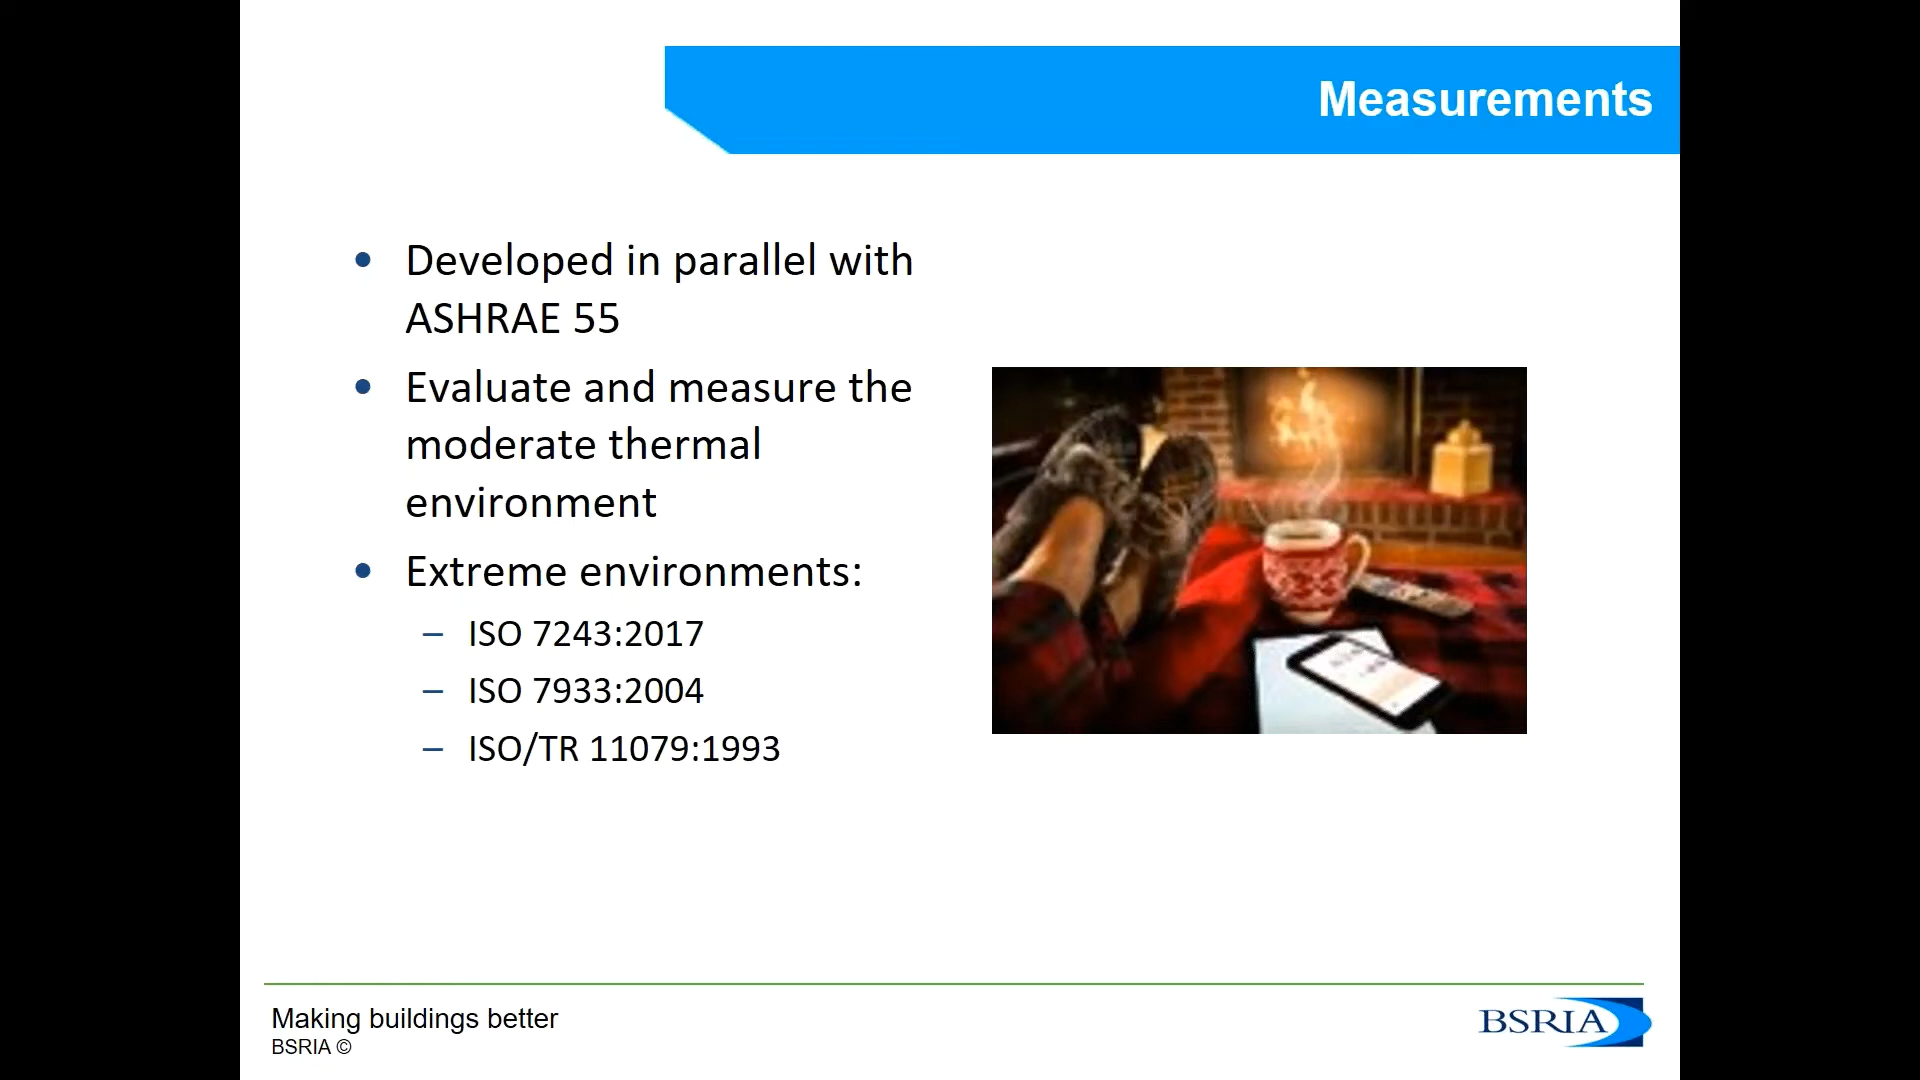 Measurements
• Developed in parallel with
ASHRAE 55
• Evaluate and measure the
moderate thermal
environment
• Extreme environments:
– ISO 7243:2017
– ISO 7933:2004
– ISO/TR 11079:1993
Making buildings better
BSRIA ©
BSRIA